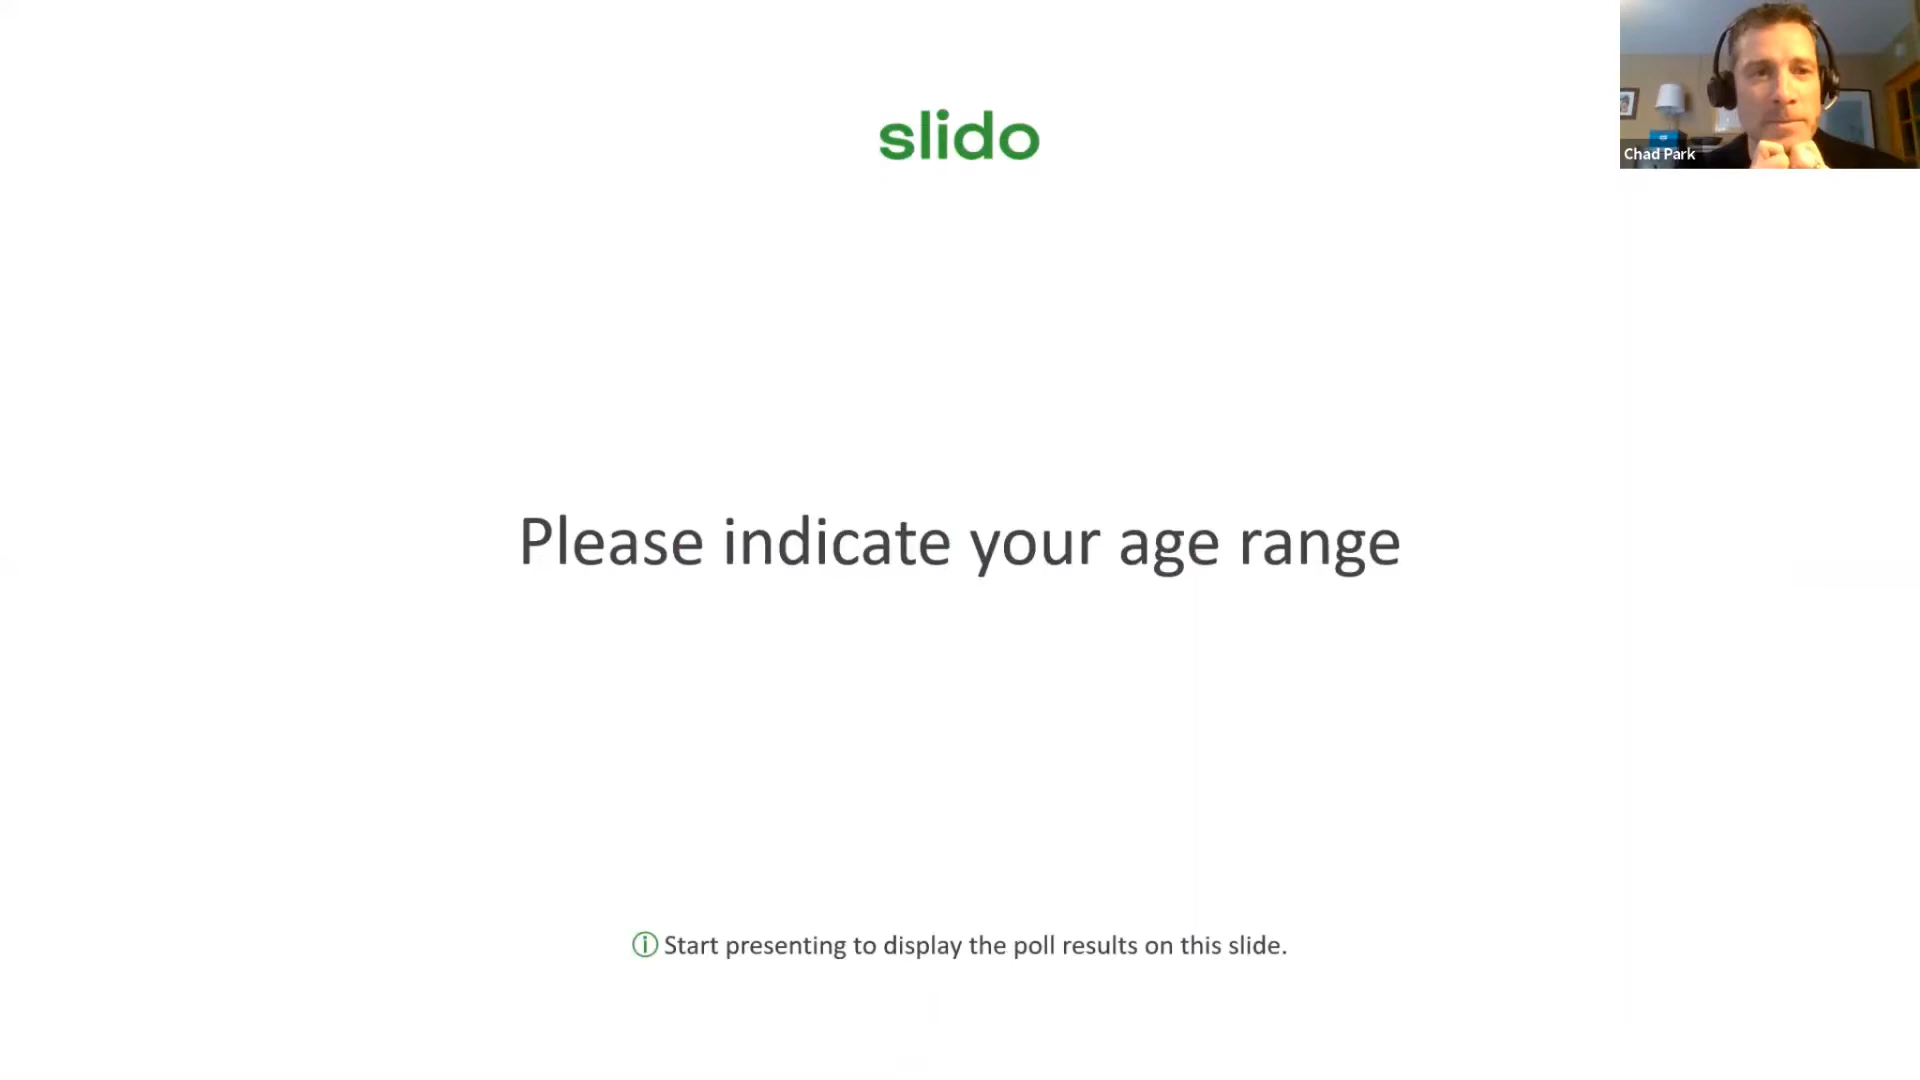 slido
Chad Park
Please indicate your age range
Start presenting to display the poll results on this slide.